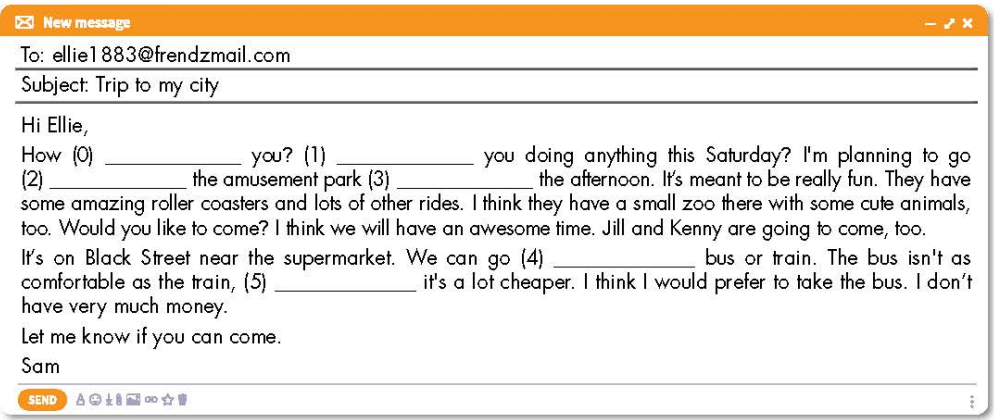 New message
To: ellie1883@frendzmail.com
Subject: Trip to my city
Hi Ellie,
How (0) ______________ you? (1) ______________ you doing anything this Saturday? I'm planning to go
(2) ______________ the amusement park (3) ______________ the afternoon. It's meant to be really fun. They have
some amazing roller coasters and lots of other rides. I think they have a small zoo there with some cute animals,
too. Would you like to come? I think we will have an awesome time. Jill and Kenny are going to come, too.
It's on Black Street near the supermarket. We can go (4) ______________ bus or train. The bus isn't as
comfortable as the train, (5) ______________ it's a lot cheaper. I think I would prefer to take the bus. I don't
have very much money.
Let me know if you can come.
Sam
SEND